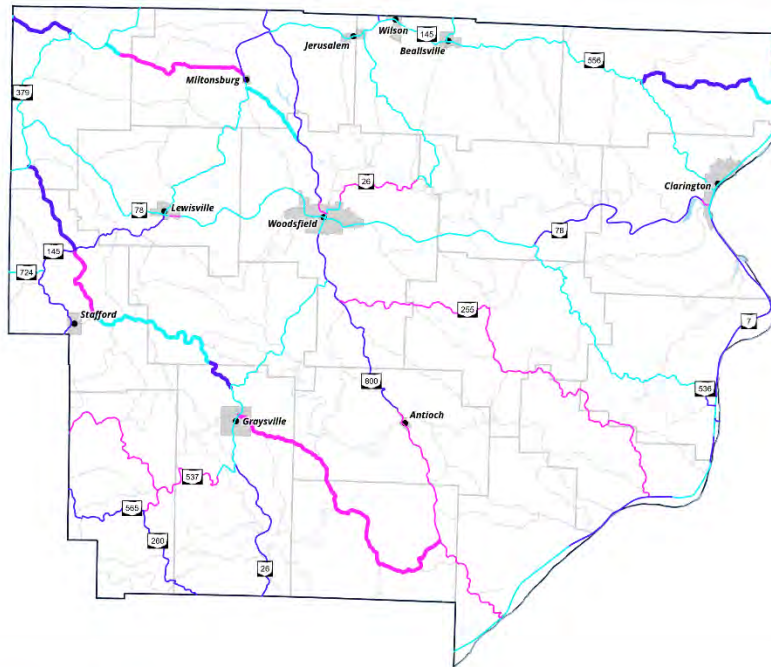 Wilson
Jerusalem
145
Beallsville
556
Miltonsburg
379
26
Clarington
78
Lewisville
Woodsfield
78
145
724
Stafford
255
7
800
536
Graysville
Antioch
537
565
260
26